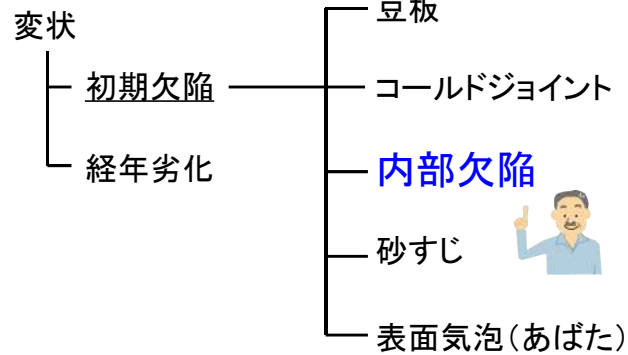 変状
初期欠陥
経年劣化
豆板
コールドジョイント
内部欠陥
砂すじ
表面気泡(あばた)